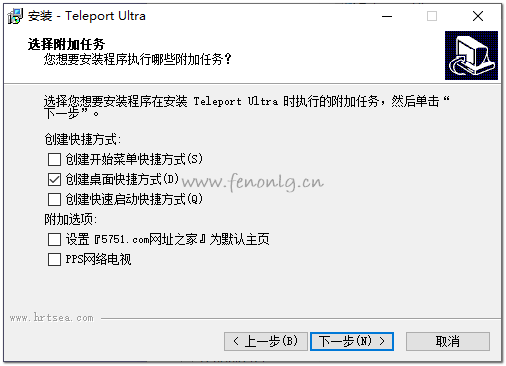 安装 - Teleport Ultra
选择附加任务
您想要安装程序执行哪些附加任务？
选择您想要安装程序在安装 Teleport Ultra 时执行的附加任务，然后单击“
下一步”。
创建快捷方式:
创建开始菜单快捷方式(S)
创建桌面快捷方式(D)
www.fenonlg.cn
创建快速启动快捷方式(Q)
附加选项:
设置『5751.com网址之家』为默认主页
PPS网络电视
www.hrtsea.com
< 上一步(B)
下一步(N) >
取消